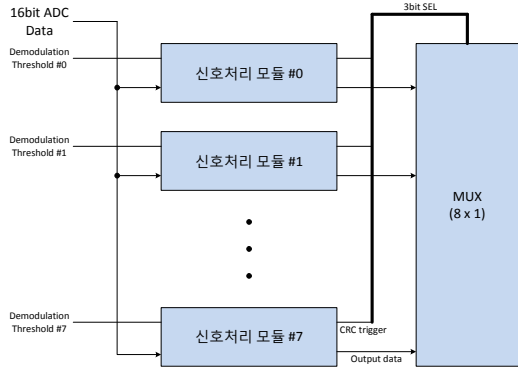 16bit ADC
Data
3bit SEL
Demodulation
Threshold #0
신호처리 모듈 #0
Demodulation
Threshold #1
신호처리 모듈 #1
MUX
(8 x 1)
Demodulation
Threshold #7
신호처리 모듈 #7
CRC trigger
Output data